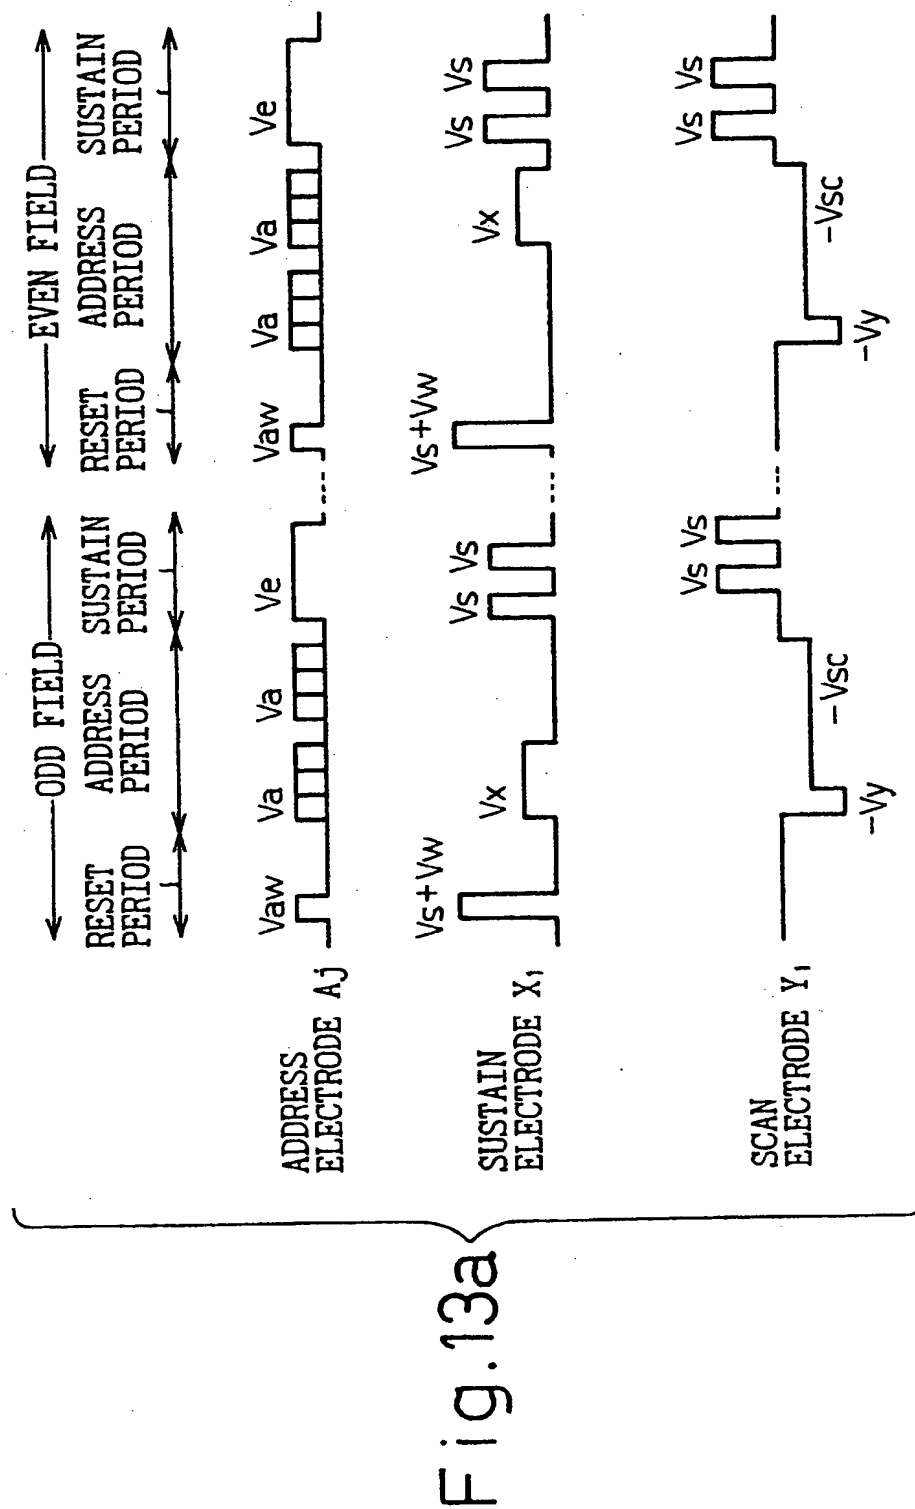 ODD FIELD
EVEN FIELD
RESET
PERIOD
ADDRESS
PERIOD
SUSTAIN
PERIOD
RESET
PERIOD
ADDRESS
PERIOD
SUSTAIN
PERIOD
ADDRESS
ELECTRODE Aj
Vaw
Va
Va
Ve
Vaw
Va
Va
Ve
SUSTAIN
ELECTRODE X₁
Vs+Vw
Vx
Vs
Vs
Vs+Vw
Vx
Vs
Vs
SCAN
ELECTRODE Y₁
-Vy
-Vsc
Vs
Vs
-Vy
-Vsc
Vs
Vs
Fig.13a